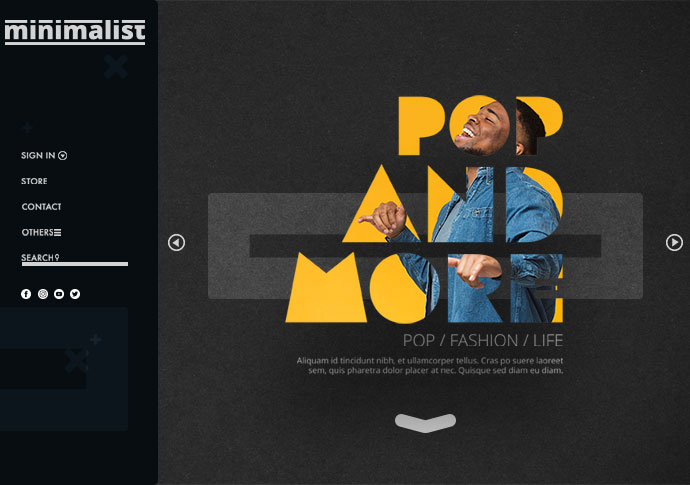 minimalist
SIGN IN
STORE
CONTACT
OTHERS
SEARCH
POP
AND
MORE
POP / FASHION / LIFE
Aliquam id tincidunt nibh, et ullamcorper tellus. Cras po suere laoreet
sem, quis pharetra dolor placer at nec. Quisque sed diam eu diam.